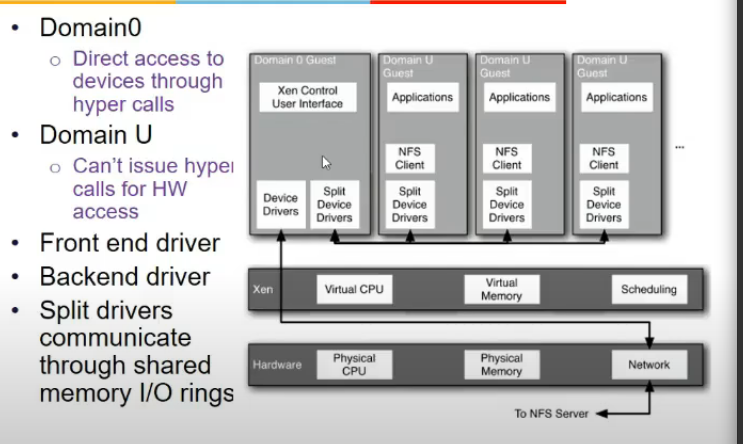 Domain0
Direct access to
devices through
hyper calls
Domain U
Can't issue hyper
calls for HW
access
Front end driver
Backend driver
Split drivers
communicate
through shared
memory I/O rings
Domain 0 Guest
Xen Control
User Interface
Device
Drivers
Split
Device
Drivers
Domain U
Guest
Applications
NFS
Client
Split
Device
Drivers
Domain U
Guest
Applications
NFS
Client
Split
Device
Drivers
Domain U
Guest
Applications
NFS
Client
Split
Device
Drivers
...
Xen
Virtual CPU
Virtual
Memory
Scheduling
Hardware
Physical
CPU
Physical
Memory
Network
To NFS Server